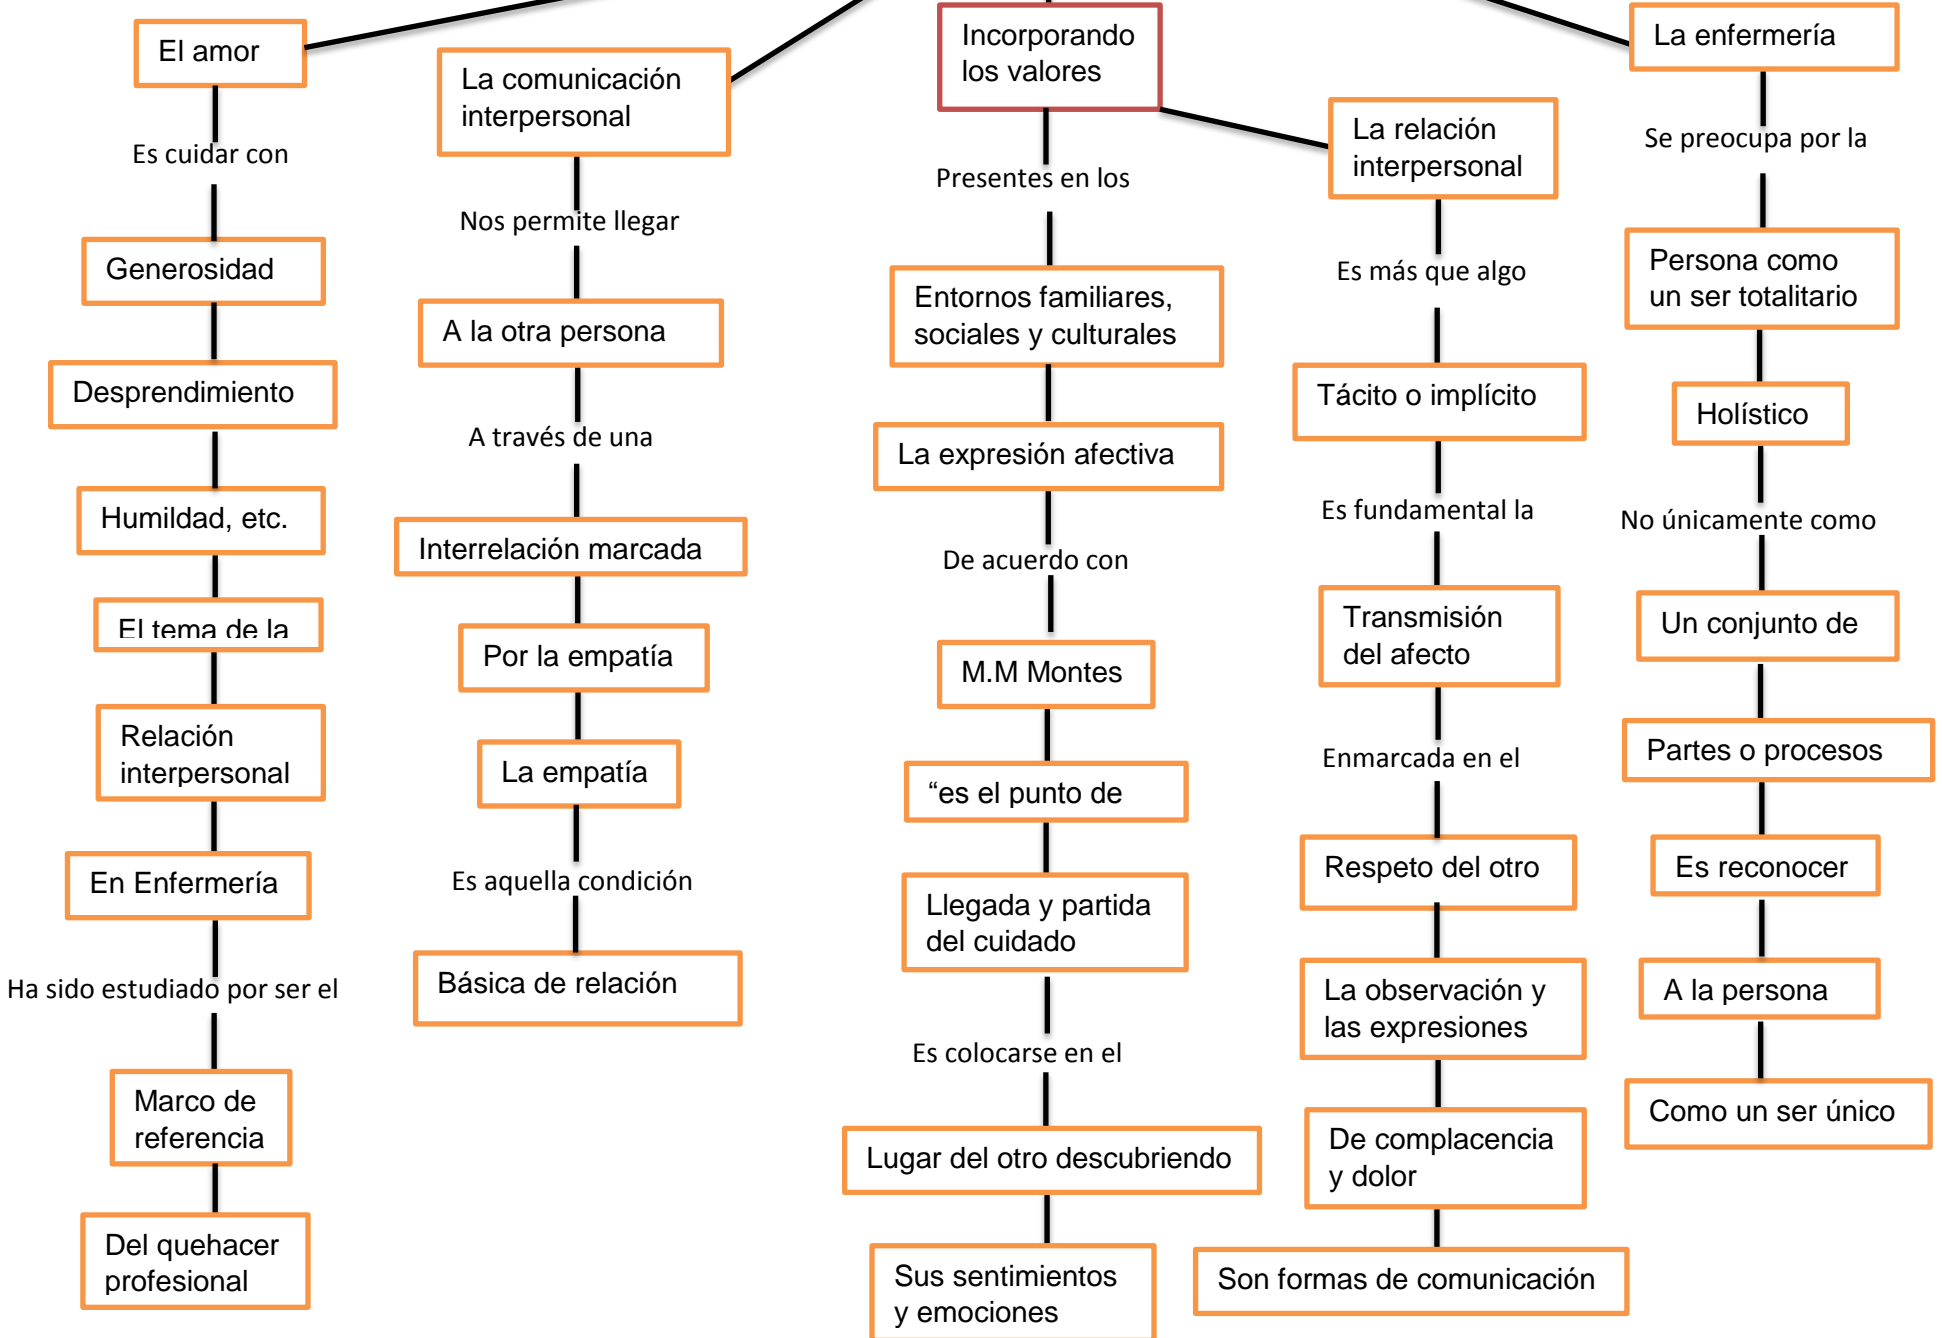 El amor
Es cuidar con
Generosidad
Desprendimiento
Humildad, etc.
El tema de la
Relación
interpersonal
En Enfermería
Ha sido estudiado por ser el
Marco de
referencia
Del quehacer
profesional
La comunicación
interpersonal
Nos permite llegar
A la otra persona
A través de una
Interrelación marcada
Por la empatía
La empatía
Es aquella condición
Básica de relación
Incorporando
los valores
Presentes en los
Entornos familiares,
sociales y culturales
La expresión afectiva
De acuerdo con
M.M Montes
“es el punto de
Llegada y partida
del cuidado
Es colocarse en el
Lugar del otro descubriendo
Sus sentimientos
y emociones
La relación
interpersonal
Es más que algo
Tácito o implícito
Es fundamental la
Transmisión
del afecto
Enmarcada en el
Respeto del otro
La observación y
las expresiones
De complacencia
y dolor
Son formas de comunicación
La enfermería
Se preocupa por la
Persona como
un ser totalitario
Holístico
No únicamente como
Un conjunto de
Partes o procesos
Es reconocer
A la persona
Como un ser único